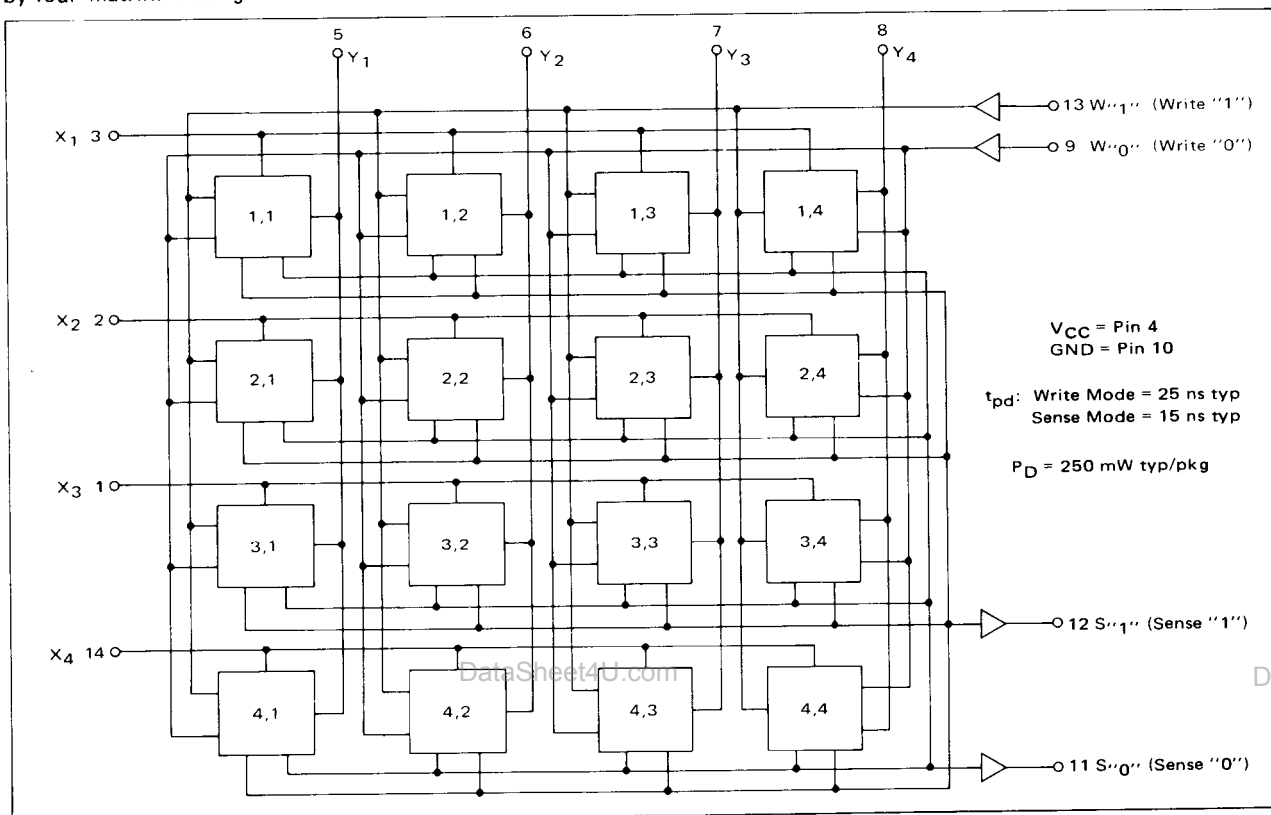 5 6 7 8
Y1 Y2 Y3 Y4
13 W"1" (Write "1")
X1 3
9 W"0" (Write "0")
1,1 1,2 1,3 1,4
X2 2
VCC = Pin 4
GND = Pin 10
2,1 2,2 2,3 2,4
tpd: Write Mode = 25 ns typ
Sense Mode = 15 ns typ
PD = 250 mW typ/pkg
X3 1
3,1 3,2 3,3 3,4
12 S"1" (Sense "1")
X4 14
DataSheet4U.com
D
4,1 4,2 4,3 4,4
11 S"0" (Sense "0")